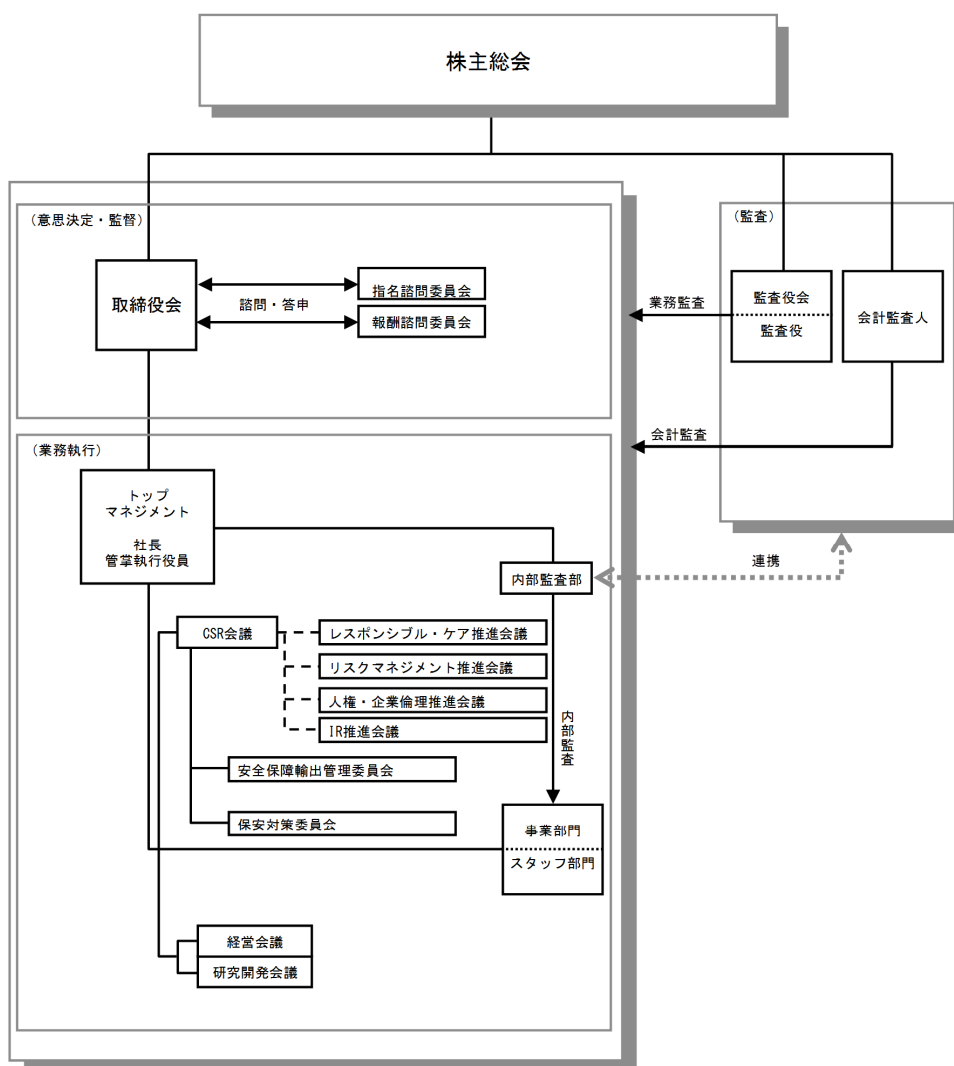 株主総会
（意思決定・監督）
取締役会
諮問・答申
指名諮問委員会
報酬諮問委員会
（監査）
業務監査
監査役会
監査役
会計監査人
会計監査
（業務執行）
トップ
マネジメント
社長
管掌執行役員
連携
内部監査部
CSR会議
レスポンシブル・ケア推進会議
リスクマネジメント推進会議
人権・企業倫理推進会議
IR推進会議
内部監査
安全保障輸出管理委員会
保安対策委員会
事業部門
スタッフ部門
経営会議
研究開発会議